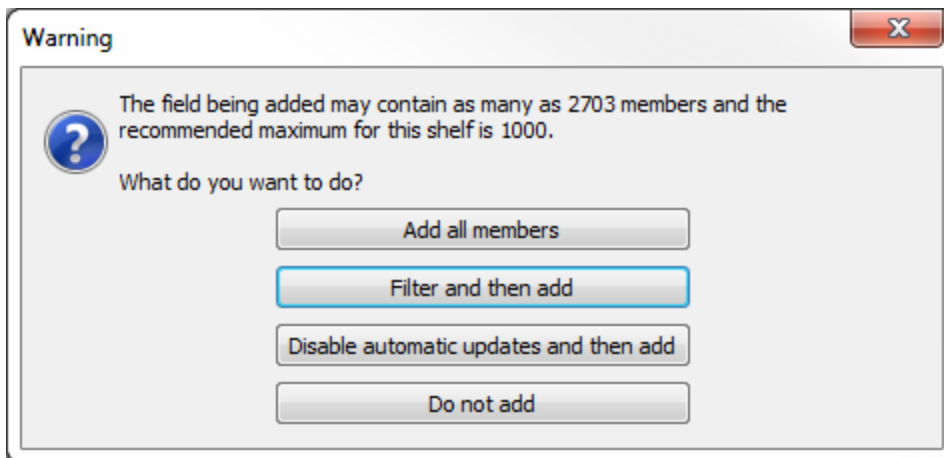 Warning
The field being added may contain as many as 2703 members and the
recommended maximum for this shelf is 1000.
What do you want to do?
Add all members
Filter and then add
Disable automatic updates and then add
Do not add